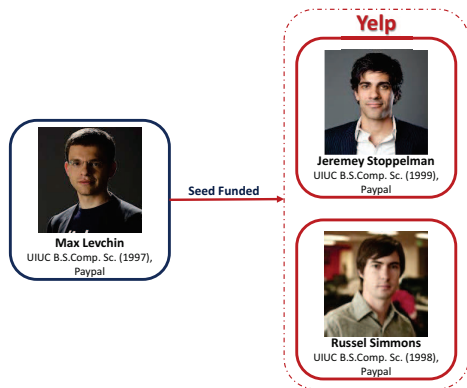 Yelp
Jeremey Stoppelman
UIUC B.S.Comp. Sc. (1999),
Paypal
Seed Funded
Max Levchin
UIUC B.S.Comp. Sc. (1997),
Paypal
Russel Simmons
UIUC B.S.Comp. Sc. (1998),
Paypal